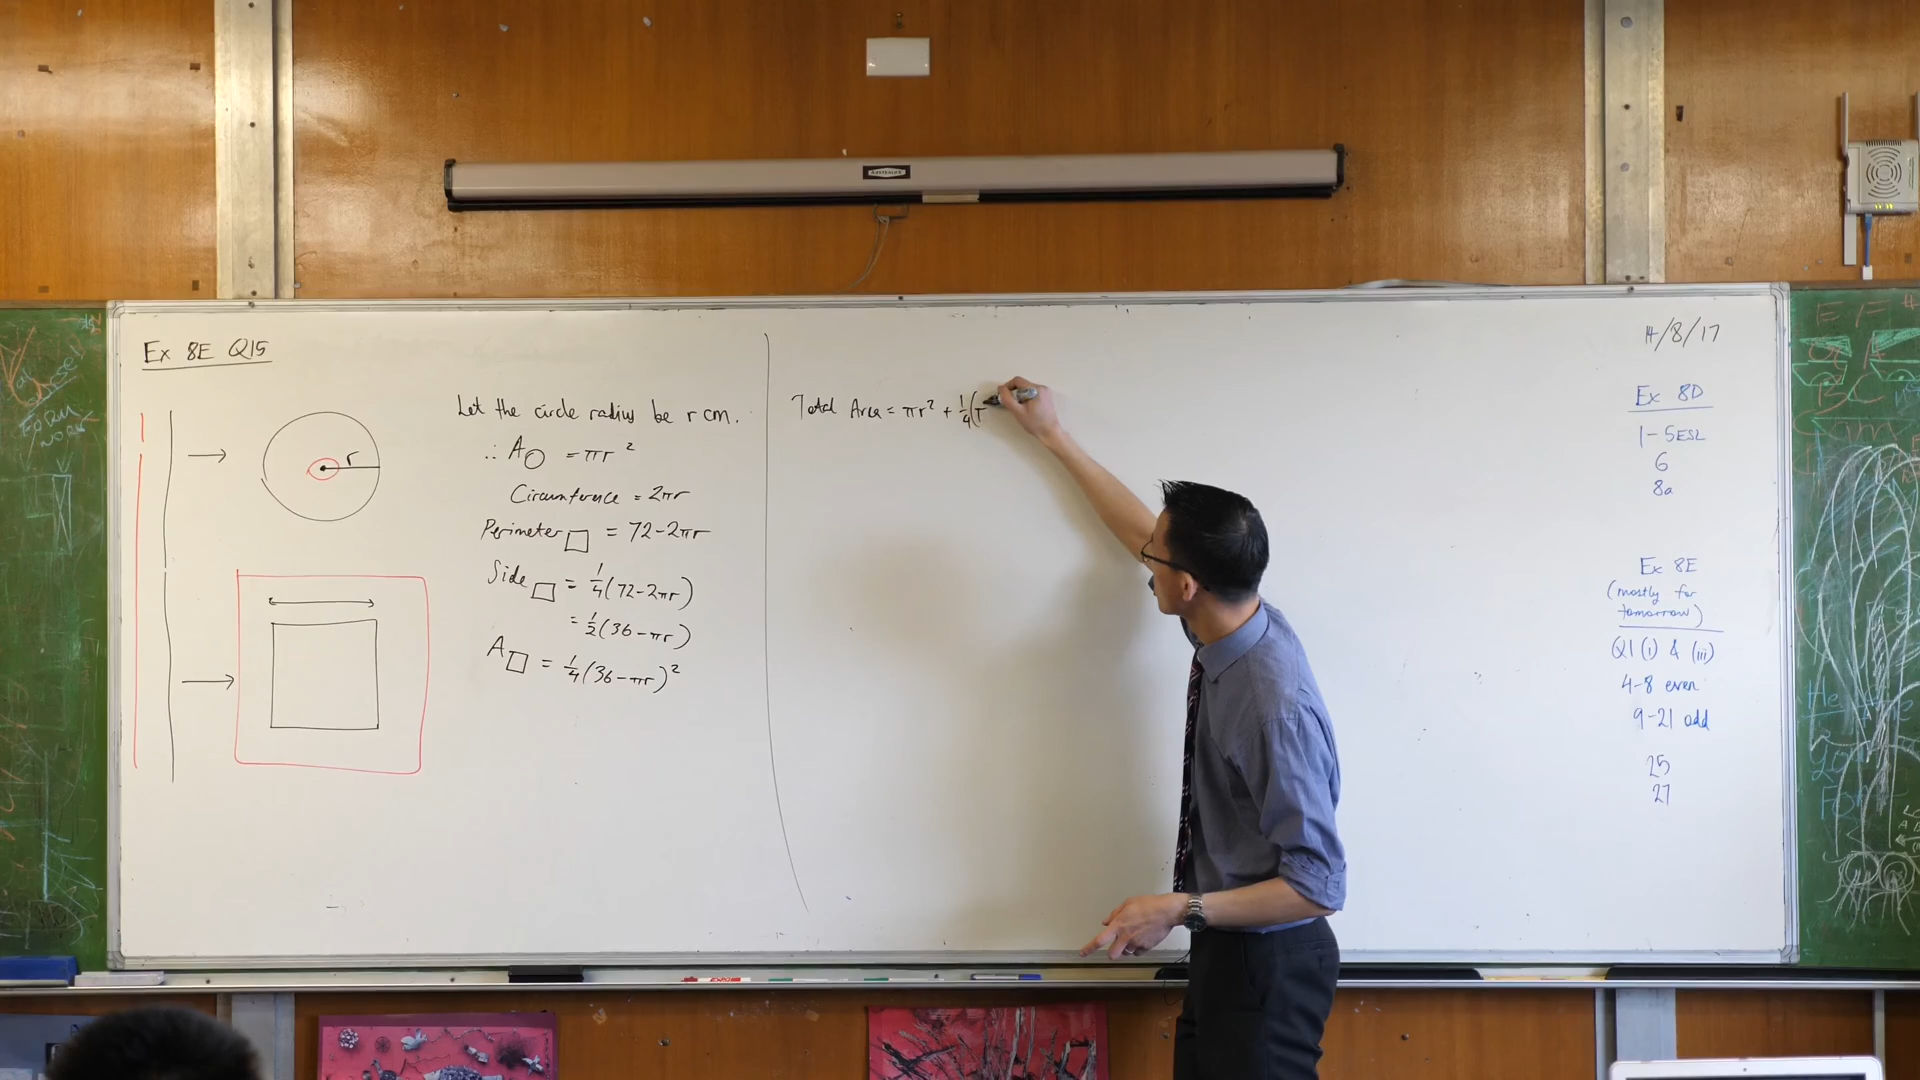 Ex 8E Q15
Let the circle radius be r cm.
∴ A○ = πr²
Circumference = 2πr
Perimeter□ = 72-2πr
Side□ = 1/4(72-2πr)
= 1/2(36-πr)
A□ = 1/4(36-πr)²
r
Total Area = πr² + 1/4(π
14/8/17
Ex 8D
1-5ESL
6
8a
Ex 8E
(mostly for
tomorrow)
Q1 (i) & (iii)
4-8 even
9-21 odd
25
27
FORM
WORK